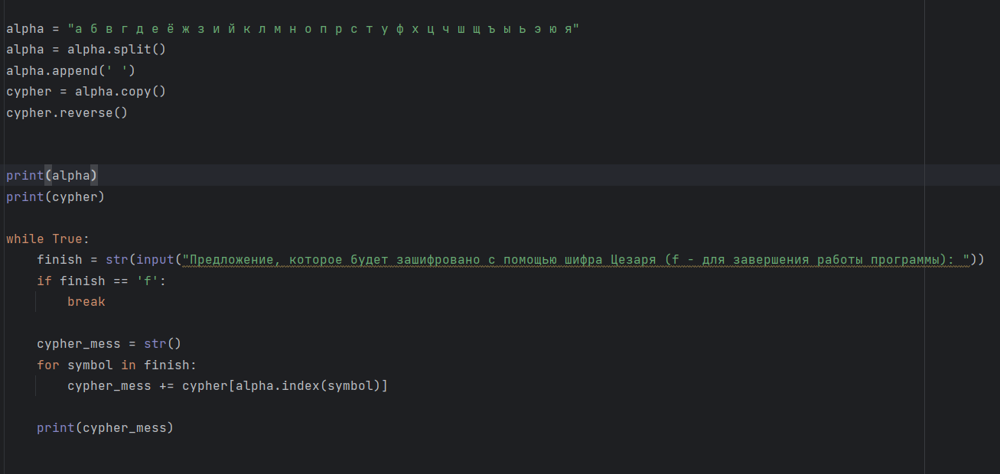 alpha = "а б в г д е ё ж з и й к л м н о п р с т у ф х ц ч ш щ ъ ы ь э ю я"
alpha = alpha.split()
alpha.append(' ')
cypher = alpha.copy()
cypher.reverse()
print(alpha)
print(cypher)
while True:
    finish = str(input("Предложение, которое будет зашифровано с помощью шифра Цезаря (f - для завершения работы программы): "))
    if finish == 'f':
        break
    cypher_mess = str()
    for symbol in finish:
        cypher_mess += cypher[alpha.index(symbol)]
    print(cypher_mess)